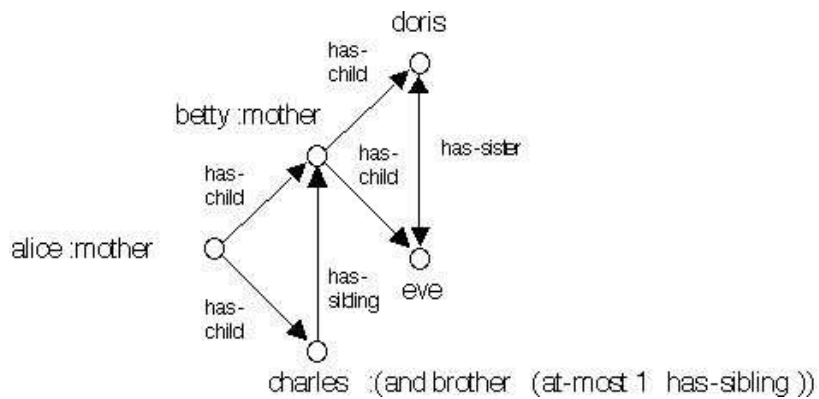 doris
has-
child
betty :mother
has-
child
has-sister
has-
child
alice :mother
has-
sibling
eve
has-
child
charles :(and brother (at-most 1 has-sibling ))